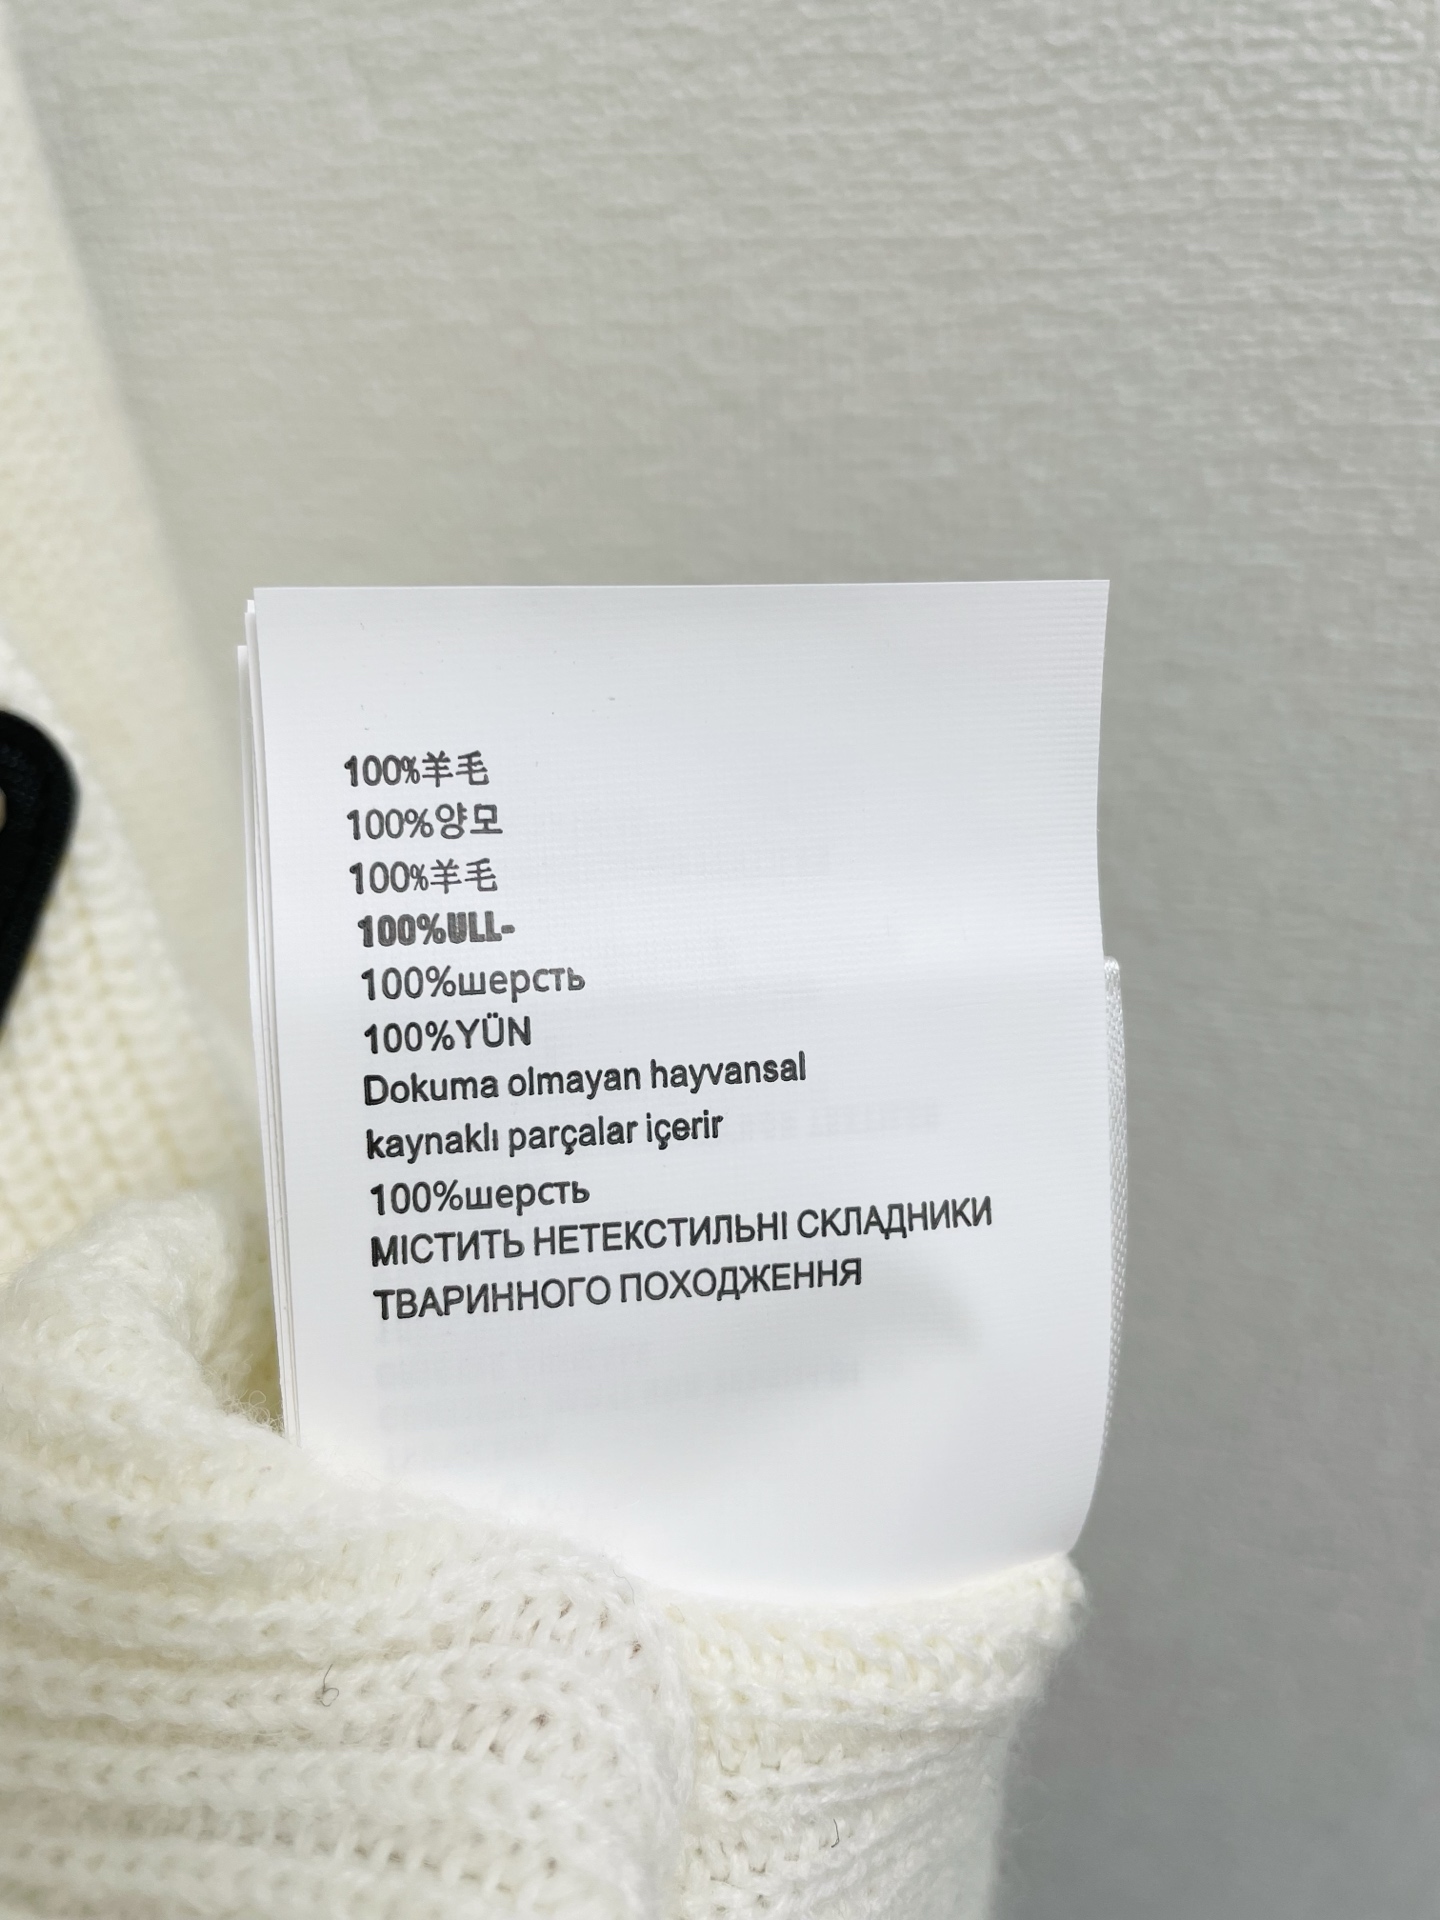 100%羊毛
100%양모
100%羊毛
100%ULL-
100%шерсть
100%YÜN
Dokuma olmayan hayvansal
kaynaklı parçalar içerir
100%шерсть
МІСТИТЬ НЕТЕКСТИЛЬНІ СКЛАДНИКИ
ТВАРИННОГО ПОХОДЖЕННЯ